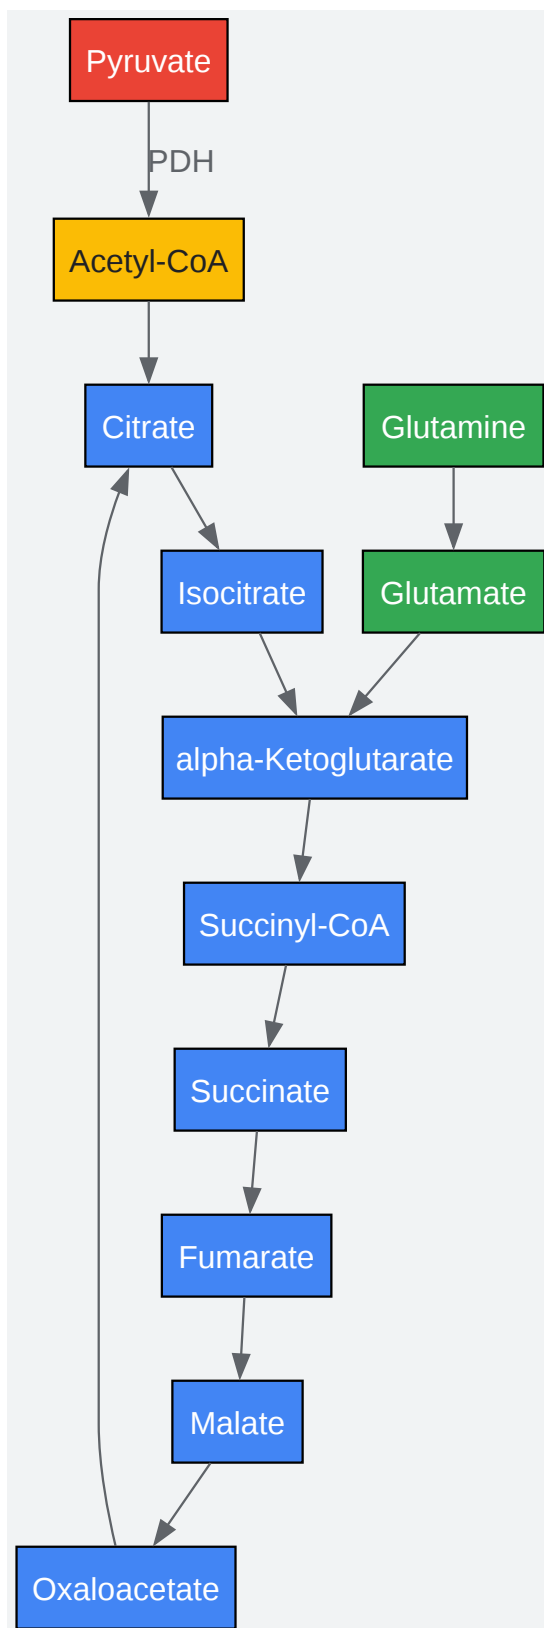 Pyruvate
PDH
Acetyl-CoA
Citrate
Glutamine
Isocitrate
Glutamate
alpha-Ketoglutarate
Succinyl-CoA
Succinate
Fumarate
Malate
Oxaloacetate